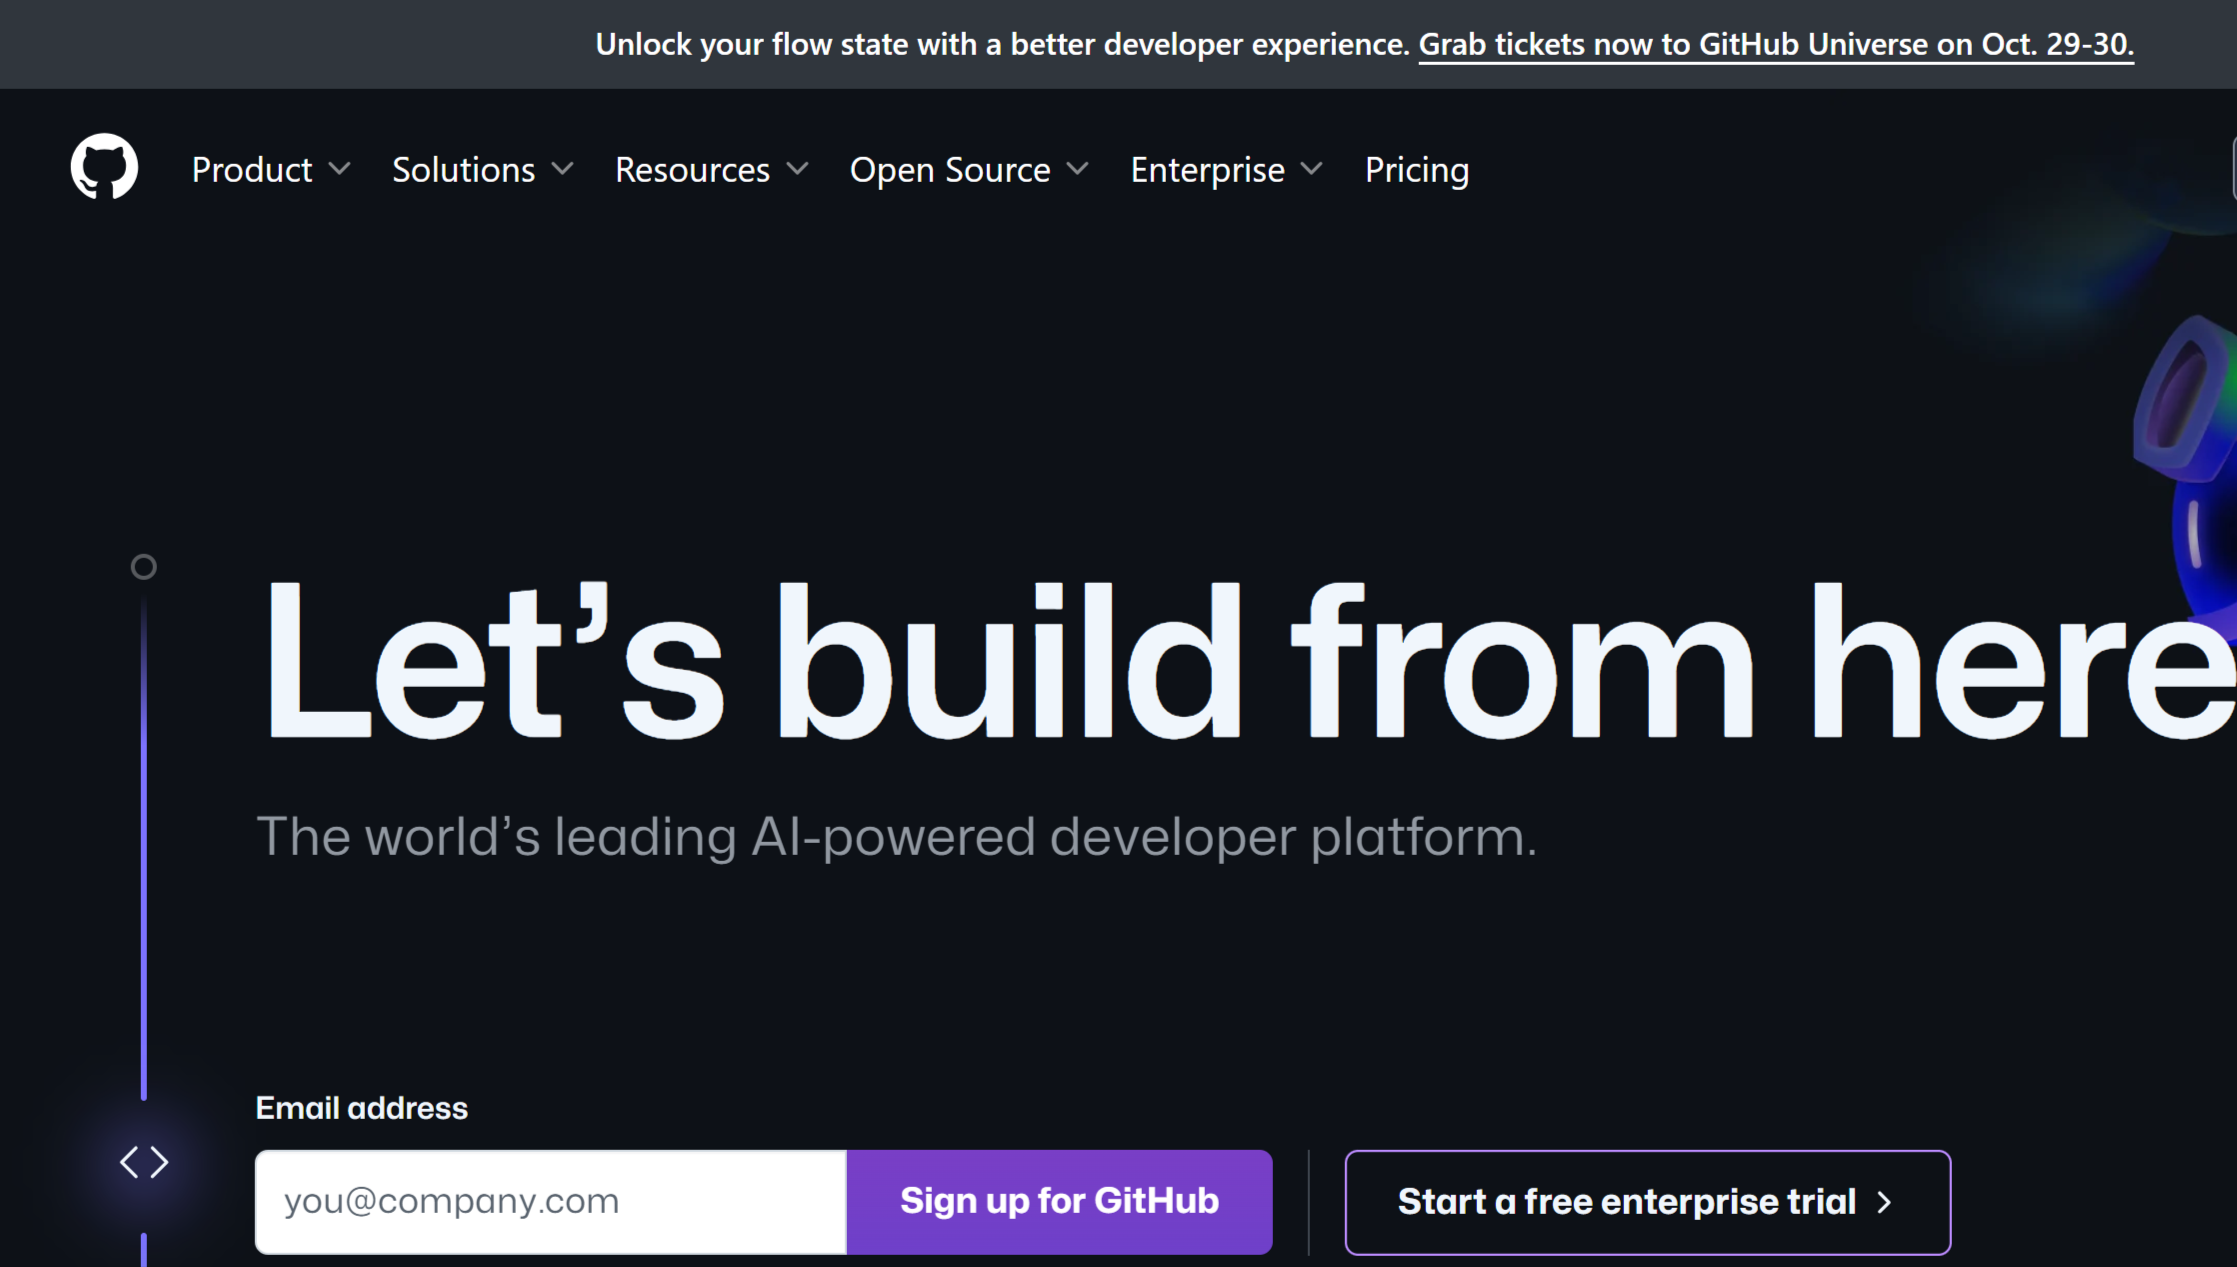 Unlock your flow state with a better developer experience. Grab tickets now to GitHub Universe on Oct. 29-30.
Product Solutions Resources Open Source Enterprise Pricing
Let’s build from here
The world’s leading AI-powered developer platform.
Email address
you@company.com Sign up for GitHub Start a free enterprise trial